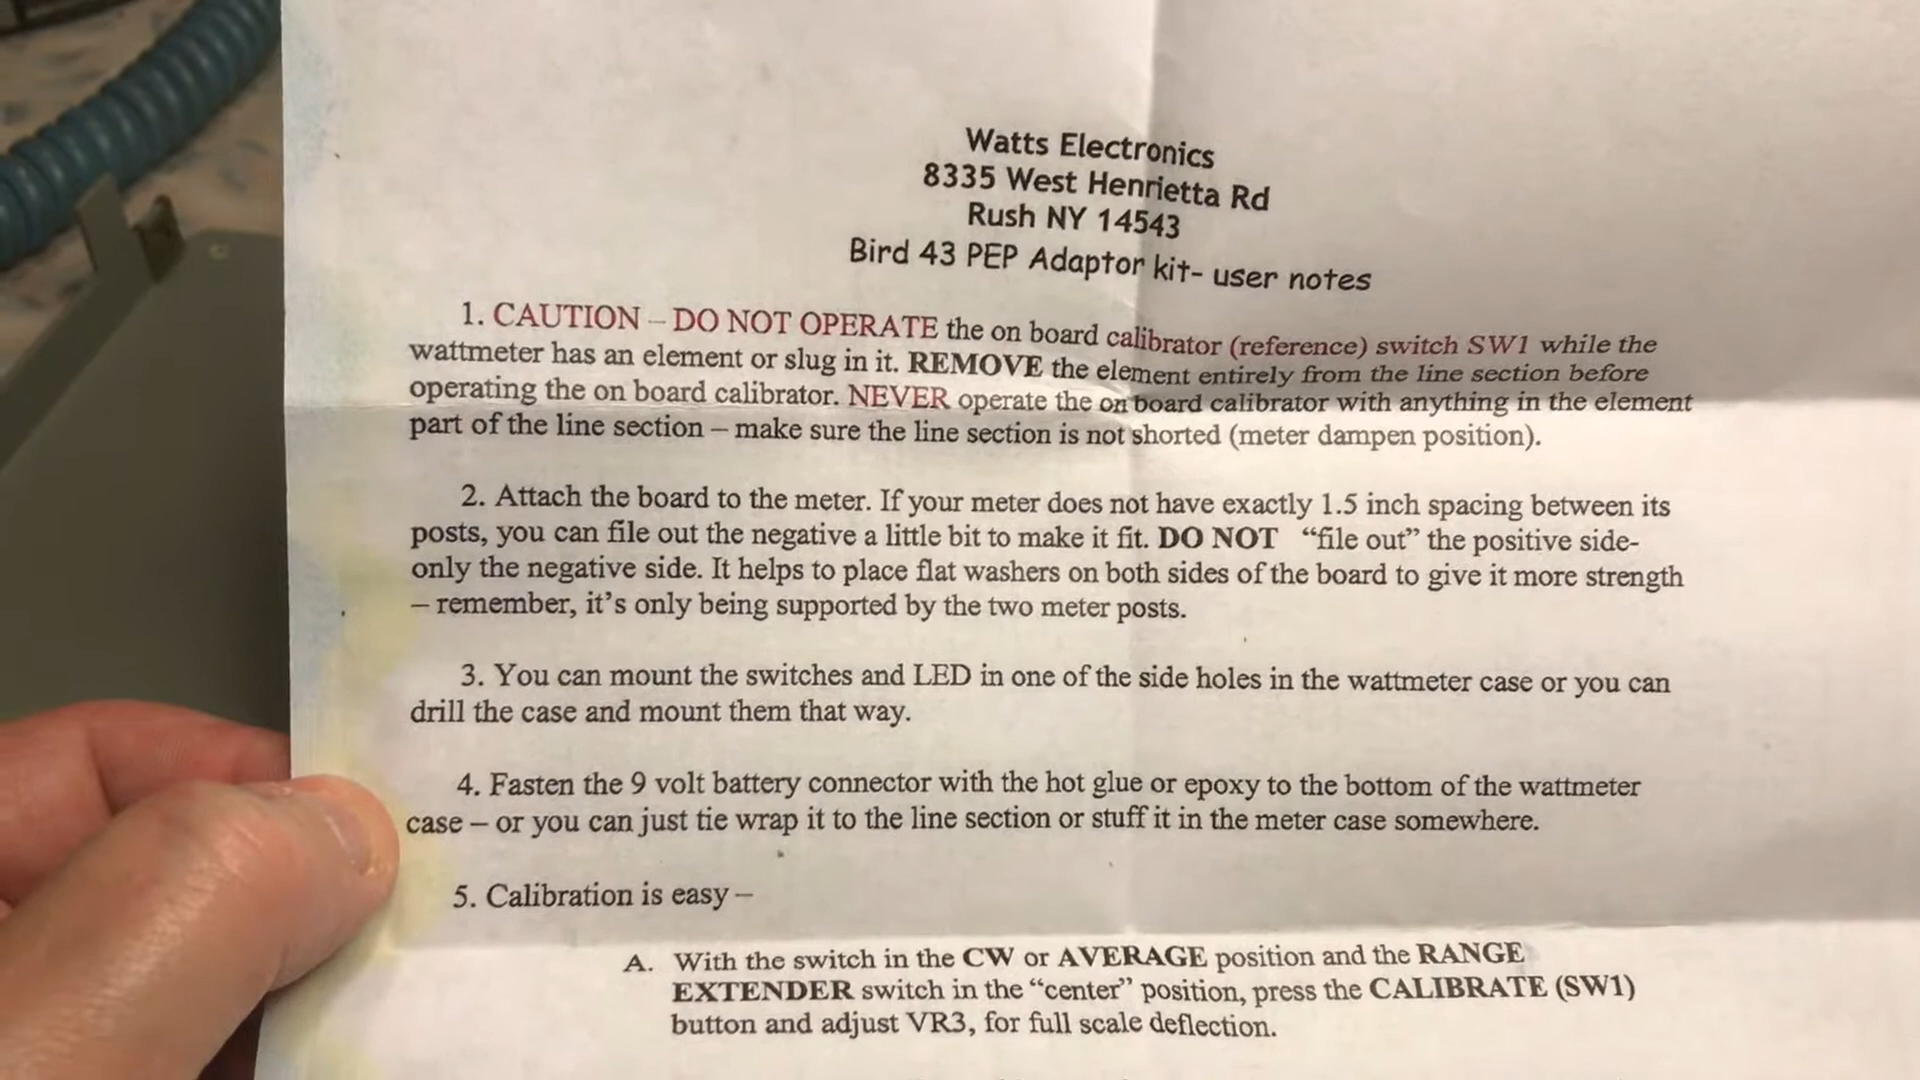 Watts Electronics
8335 West Henrietta Rd
Rush NY 14543
Bird 43 PEP Adaptor kit- user notes
1. CAUTION – DO NOT OPERATE the on board calibrator (reference) switch SW1 while the
wattmeter has an element or slug in it. REMOVE the element entirely from the line section before
operating the on board calibrator. NEVER operate the on board calibrator with anything in the element
part of the line section – make sure the line section is not shorted (meter dampen position).
2. Attach the board to the meter. If your meter does not have exactly 1.5 inch spacing between its
posts, you can file out the negative a little bit to make it fit. DO NOT “file out” the positive side-
only the negative side. It helps to place flat washers on both sides of the board to give it more strength
– remember, it’s only being supported by the two meter posts.
3. You can mount the switches and LED in one of the side holes in the wattmeter case or you can
drill the case and mount them that way.
4. Fasten the 9 volt battery connector with the hot glue or epoxy to the bottom of the wattmeter
case – or you can just tie wrap it to the line section or stuff it in the meter case somewhere.
5. Calibration is easy –
A. With the switch in the CW or AVERAGE position and the RANGE
EXTENDER switch in the “center” position, press the CALIBRATE (SW1)
button and adjust VR3, for full scale deflection.